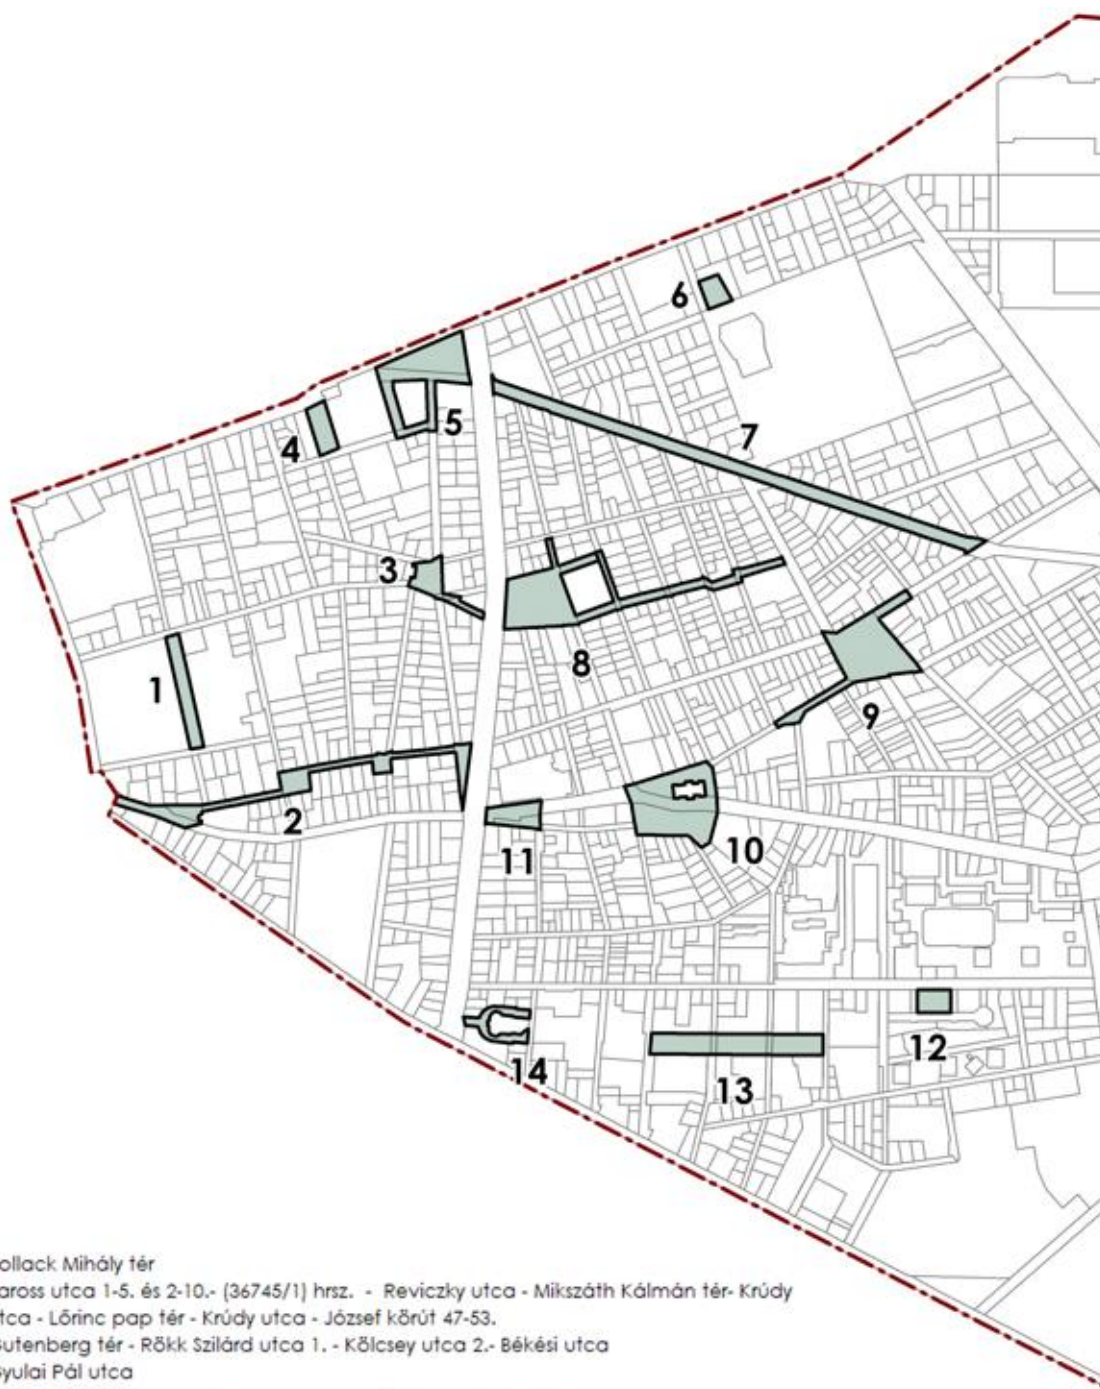 6
7
5
4
3
8
1
9
2
11
10
12
14
13
ollack Mihály tér
aross utca 1-5. és 2-10.- (36745/1) hrsz. - Reviczky utca - Mikszáth Kálmán tér- Krúdy
tca - Lőrinc pap tér - Krúdy utca - József körút 47-53.
Gutenberg tér - Rökk Szilárd utca 1. - Kölcsey utca 2.- Békési utca
Gyulai Pál utca